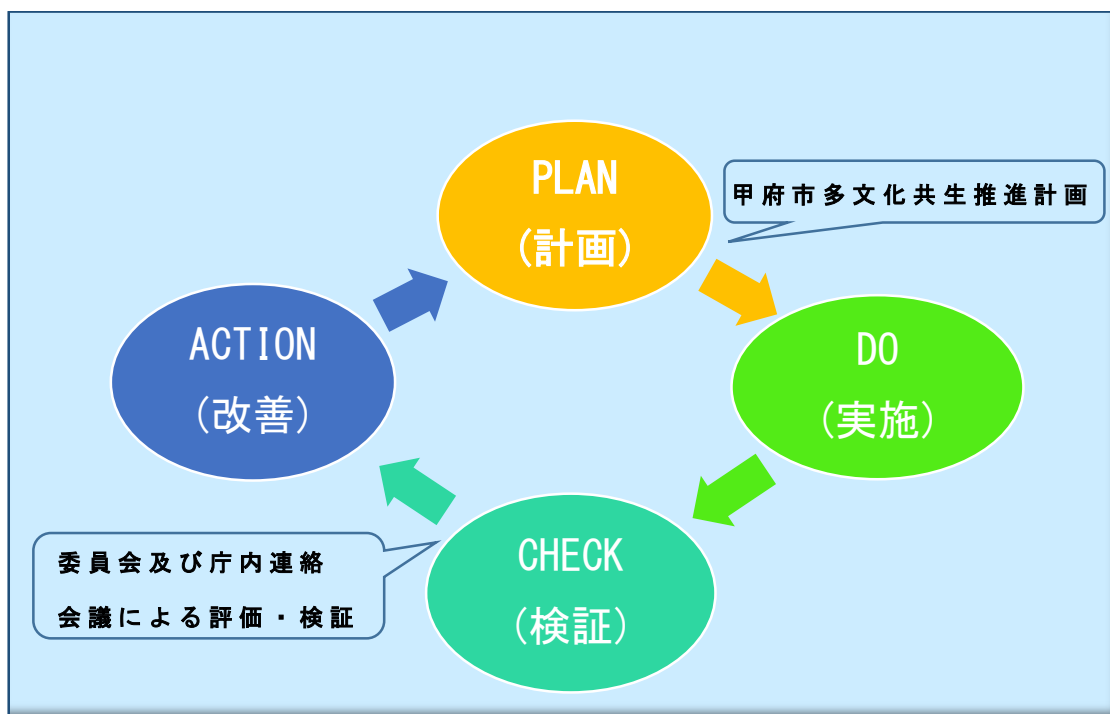 PLAN
(計画)
甲府市多文化共生推進計画
ACTION
(改善)
DO
(実施)
CHECK
(検証)
委員会及び庁内連絡
会議による評価・検証